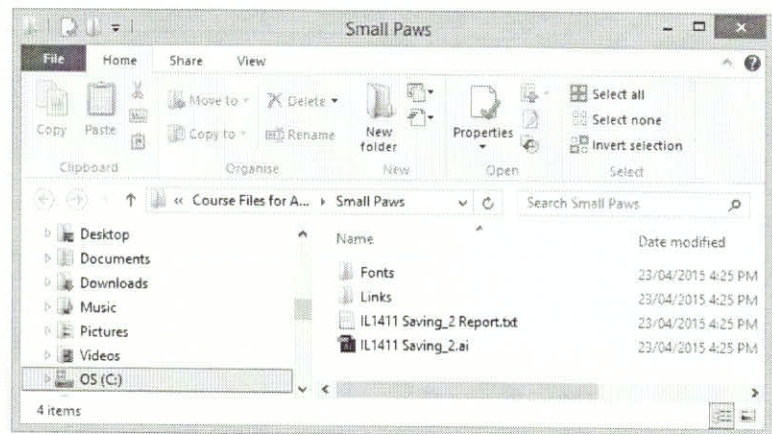 Small Paws
File Home Share View
Copy Paste
Move to
Copy to
Delete
Rename
New folder
Properties
Select all
Select none
Invert selection
Clipboard Organise New Open Select
« Course Files for A... Small Paws
Search Small Paws
Desktop
Documents
Downloads
Music
Pictures
Videos
OS (C:)
Name Date modified
Fonts 23/04/2015 4:25 PM
Links 23/04/2015 4:25 PM
IL1411 Saving_2 Report.txt 23/04/2015 4:25 PM
IL1411 Saving_2.ai 23/04/2015 4:25 PM
4 items